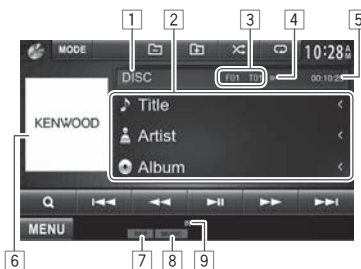 1 2 3 4 5
MODE 10:28 AM
DISC F01 T01 00:10:25
Title
KENWOOD
Artist
Album
MENU
6 7 8 9